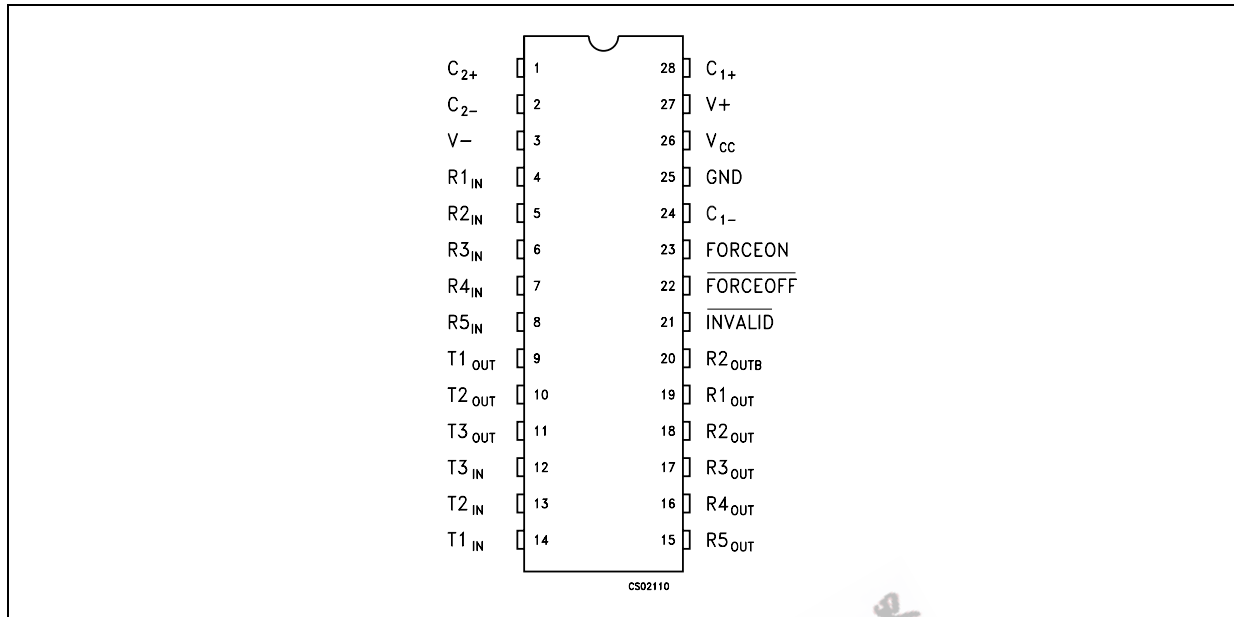 C2+ 1 28 C1+
C2- 2 27 V+
V- 3 26 VCC
R1IN 4 25 GND
R2IN 5 24 C1-
R3IN 6 23 FORCEON
R4IN 7 22 FORCEOFF
R5IN 8 21 INVALID
T1OUT 9 20 R2OUTB
T2OUT 10 19 R1OUT
T3OUT 11 18 R2OUT
T3IN 12 17 R3OUT
T2IN 13 16 R4OUT
T1IN 14 15 R5OUT
CS02110